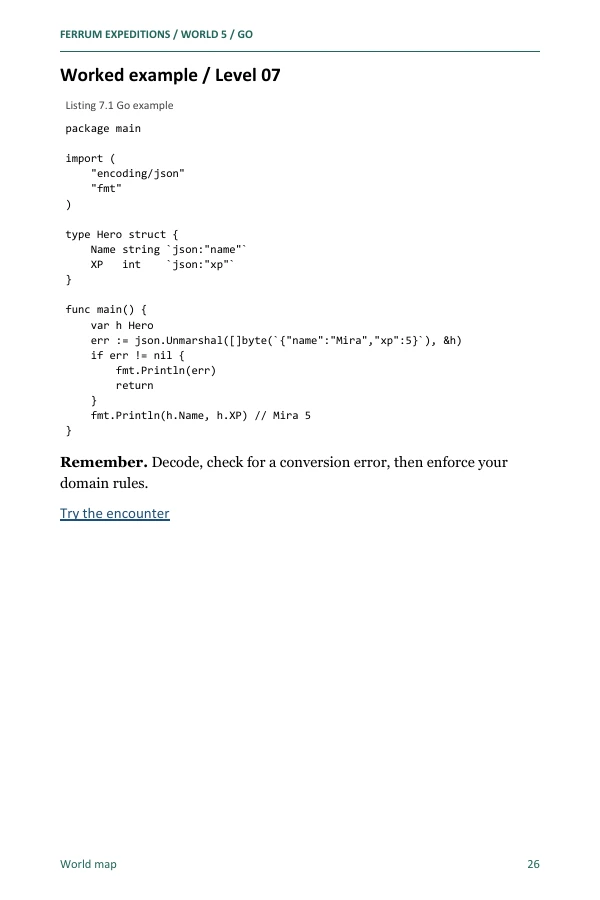 FERRUM EXPEDITIONS / WORLD 5 / GO
Worked example / Level 07
Listing 7.1 Go example
package main

import (
    "encoding/json"
    "fmt"
)

type Hero struct {
    Name string `json:"name"`
    XP   int    `json:"xp"`
}

func main() {
    var h Hero
    err := json.Unmarshal([]byte(`{"name":"Mira","xp":5}`), &h)
    if err != nil {
        fmt.Println(err)
        return
    }
    fmt.Println(h.Name, h.XP) // Mira 5
}
Remember. Decode, check for a conversion error, then enforce your
domain rules.
Try the encounter
World map
26